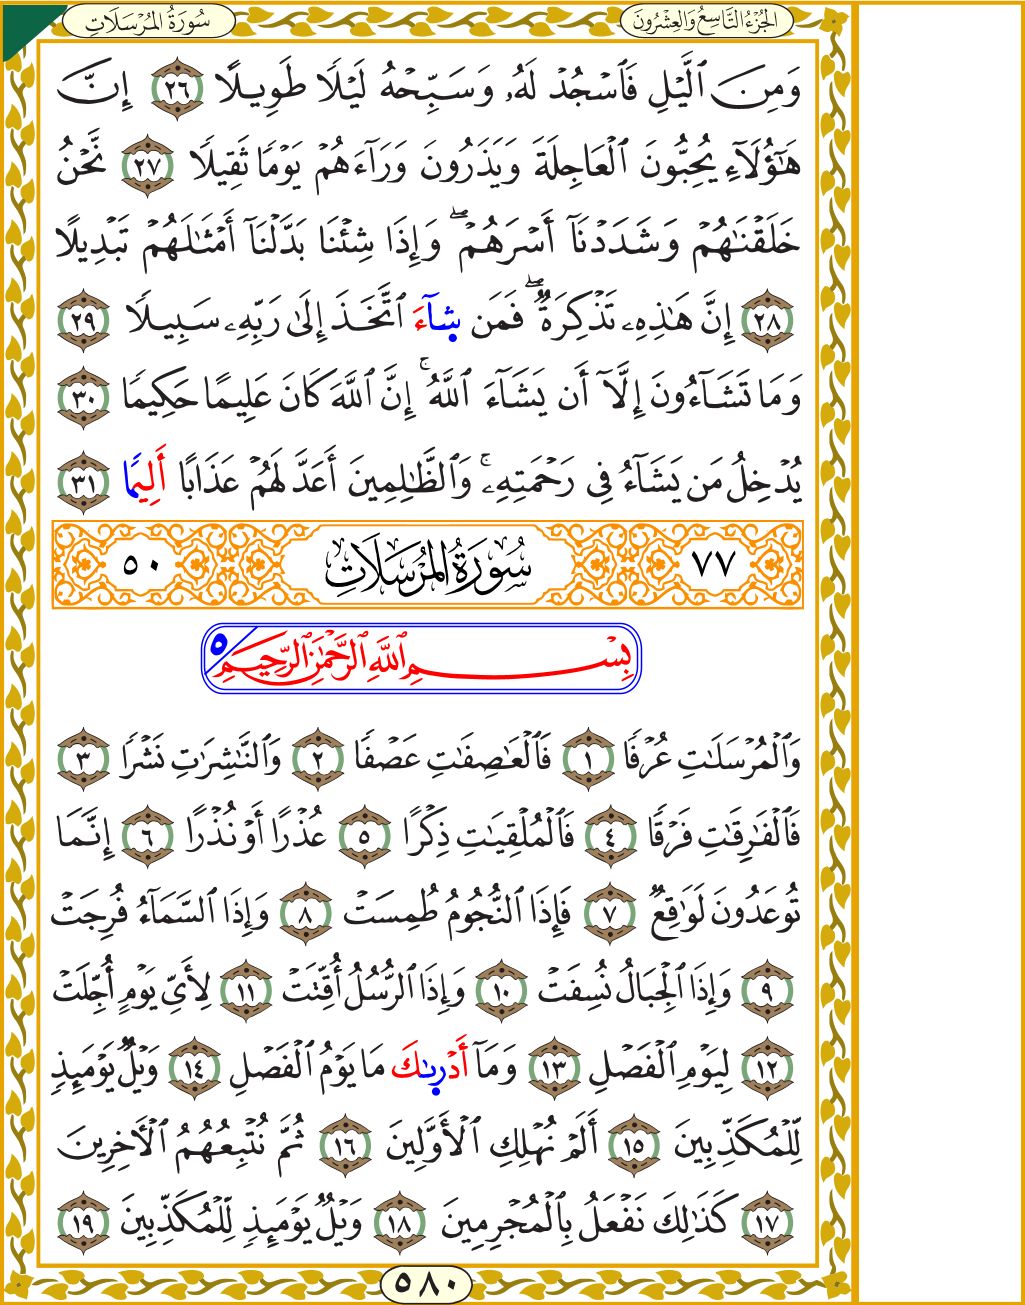 الجُزْءُ التَّاسِعُ وَالعِشْرُونَ
سُورَةُ المُرْسَلَاتِ
وَمِنَ ٱلَّيْلِ فَٱسْجُدْ لَهُۥ وَسَبِّحْهُ لَيْلًا طَوِيلًا ٢٦ إِنَّ
هَٰٓؤُلَآءِ يُحِبُّونَ ٱلْعَاجِلَةَ وَيَذَرُونَ وَرَآءَهُمْ يَوْمًا ثَقِيلًا ٢٧ نَّحْنُ
خَلَقْنَٰهُمْ وَشَدَدْنَآ أَسْرَهُمْ ۖ وَإِذَا شِئْنَا بَدَّلْنَآ أَمْثَٰلَهُمْ تَبْدِيلًا
٢٨ إِنَّ هَٰذِهِۦ تَذْكِرَةٌ ۖ فَمَن شَآءَ ٱتَّخَذَ إِلَىٰ رَبِّهِۦ سَبِيلًا ٢٩
وَمَا تَشَآءُونَ إِلَّآ أَن يَشَآءَ ٱللَّهُ ۚ إِنَّ ٱللَّهَ كَانَ عَلِيمًا حَكِيمًا ٣٠
يُدْخِلُ مَن يَشَآءُ فِى رَحْمَتِهِۦ ۚ وَٱلظَّٰلِمِينَ أَعَدَّ لَهُمْ عَذَابًا أَلِيمًۢا ٣١
٧٧ سُورَةُ المُرْسَلَاتِ ٥٠
بِسْمِ ٱللَّهِ ٱلرَّحْمَٰنِ ٱلرَّحِيمِ ٥
وَٱلْمُرْسَلَٰتِ عُرْفًا ١ فَٱلْعَٰصِفَٰتِ عَصْفًا ٢ وَٱلنَّٰشِرَٰتِ نَشْرًا ٣
فَٱلْفَٰرِقَٰتِ فَرْقًا ٤ فَٱلْمُلْقِيَٰتِ ذِكْرًا ٥ عُذْرًا أَوْ نُذْرًا ٦ إِنَّمَا
تُوعَدُونَ لَوَٰقِعٌ ٧ فَإِذَا ٱلنُّجُومُ طُمِسَتْ ٨ وَإِذَا ٱلسَّمَآءُ فُرِجَتْ
٩ وَإِذَا ٱلْجِبَالُ نُسِفَتْ ١٠ وَإِذَا ٱلرُّسُلُ أُقِّتَتْ ١١ لِأَىِّ يَوْمٍ أُجِّلَتْ
١٢ لِيَوْمِ ٱلْفَصْلِ ١٣ وَمَآ أَدْرَىٰكَ مَا يَوْمُ ٱلْفَصْلِ ١٤ وَيْلٌ يَوْمَئِذٍ
لِّلْمُكَذِّبِينَ ١٥ أَلَمْ نُهْلِكِ ٱلْأَوَّلِينَ ١٦ ثُمَّ نُتْبِعُهُمُ ٱلْءَاخِرِينَ
١٧ كَذَٰلِكَ نَفْعَلُ بِٱلْمُجْرِمِينَ ١٨ وَيْلٌ يَوْمَئِذٍ لِّلْمُكَذِّبِينَ ١٩
٥٨٠